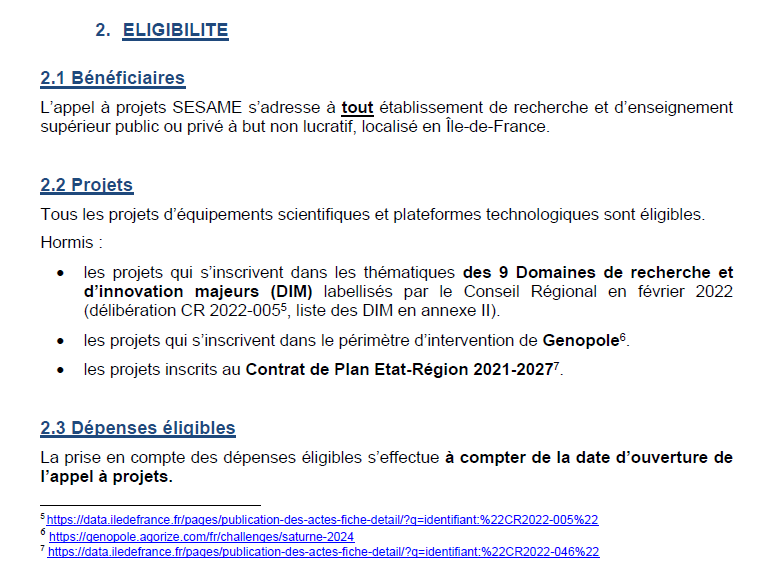 2. ELIGIBILITE
2.1 Bénéficiaires
L’appel à projets SESAME s’adresse à tout établissement de recherche et d’enseignement
supérieur public ou privé à but non lucratif, localisé en Île-de-France.
2.2 Projets
Tous les projets d’équipements scientifiques et plateformes technologiques sont éligibles.
Hormis :
• les projets qui s’inscrivent dans les thématiques des 9 Domaines de recherche et
d’innovation majeurs (DIM) labellisés par le Conseil Régional en février 2022
(délibération CR 2022-005⁵, liste des DIM en annexe II).
• les projets qui s’inscrivent dans le périmètre d’intervention de Genopole⁶.
• les projets inscrits au Contrat de Plan Etat-Région 2021-2027⁷.
2.3 Dépenses éligibles
La prise en compte des dépenses éligibles s’effectue à compter de la date d’ouverture de
l’appel à projets.
⁵ https://data.iledefrance.fr/pages/publication-des-actes-fiche-detail/?q=identifiant:%22CR2022-005%22
⁶ https://genopole.agorize.com/fr/challenges/saturne-2024
⁷ https://data.iledefrance.fr/pages/publication-des-actes-fiche-detail/?q=identifiant:%22CR2022-046%22